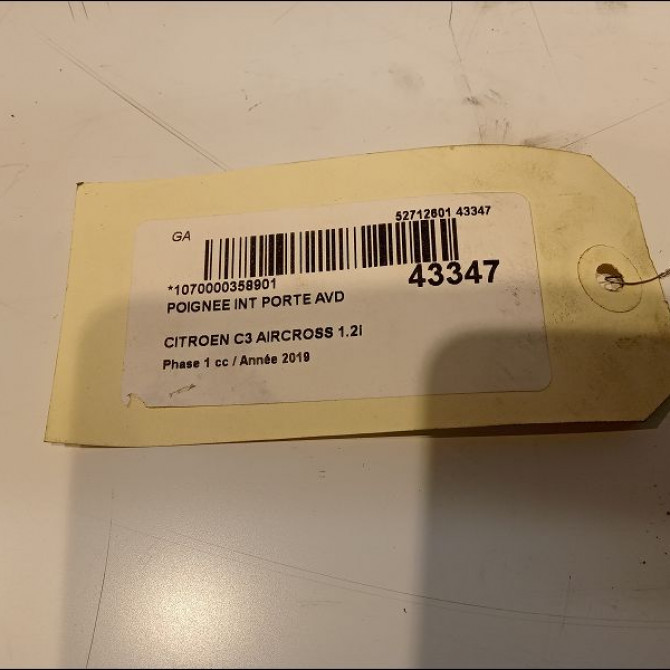 52712601 43347
GA
*1070000358901
43347
POIGNEE INT PORTE AVD
CITROEN C3 AIRCROSS 1.2i
Phase 1 cc / Année 2019